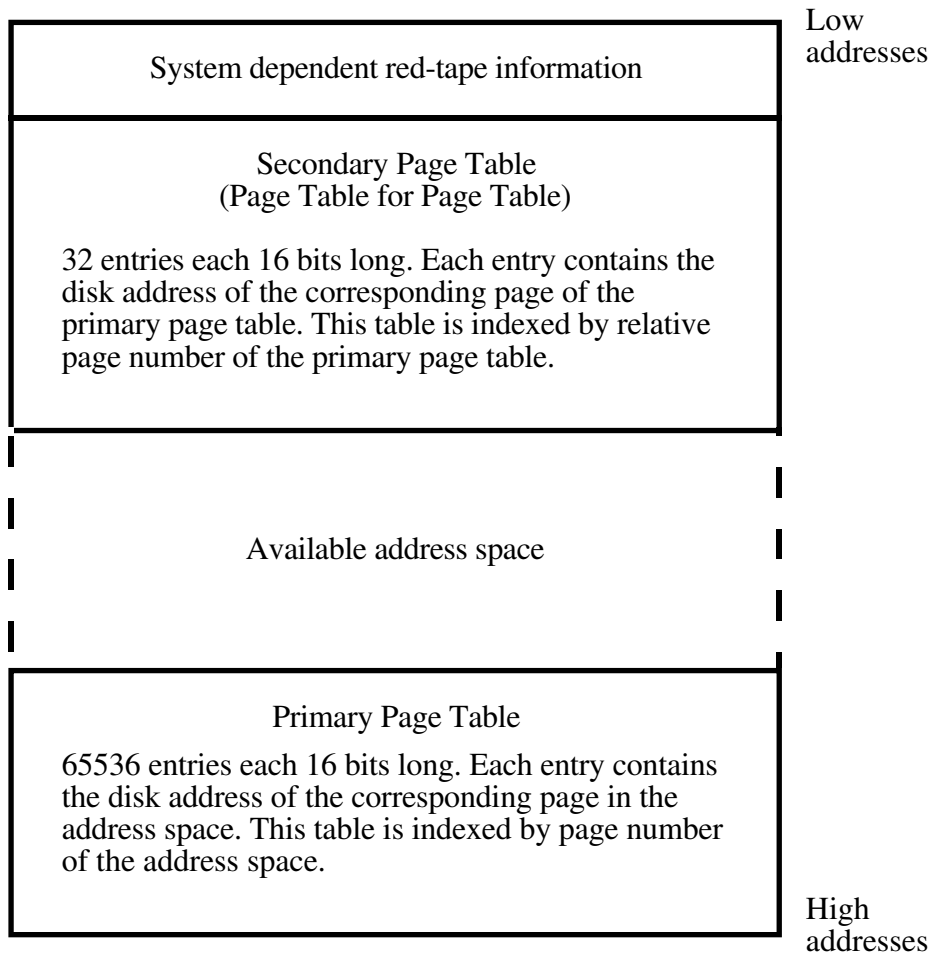 Low
addresses
System dependent red-tape information
Secondary Page Table
(Page Table for Page Table)
32 entries each 16 bits long. Each entry contains the
disk address of the corresponding page of the
primary page table. This table is indexed by relative
page number of the primary page table.
Available address space
Primary Page Table
65536 entries each 16 bits long. Each entry contains
the disk address of the corresponding page in the
address space. This table is indexed by page number
of the address space.
High
addresses